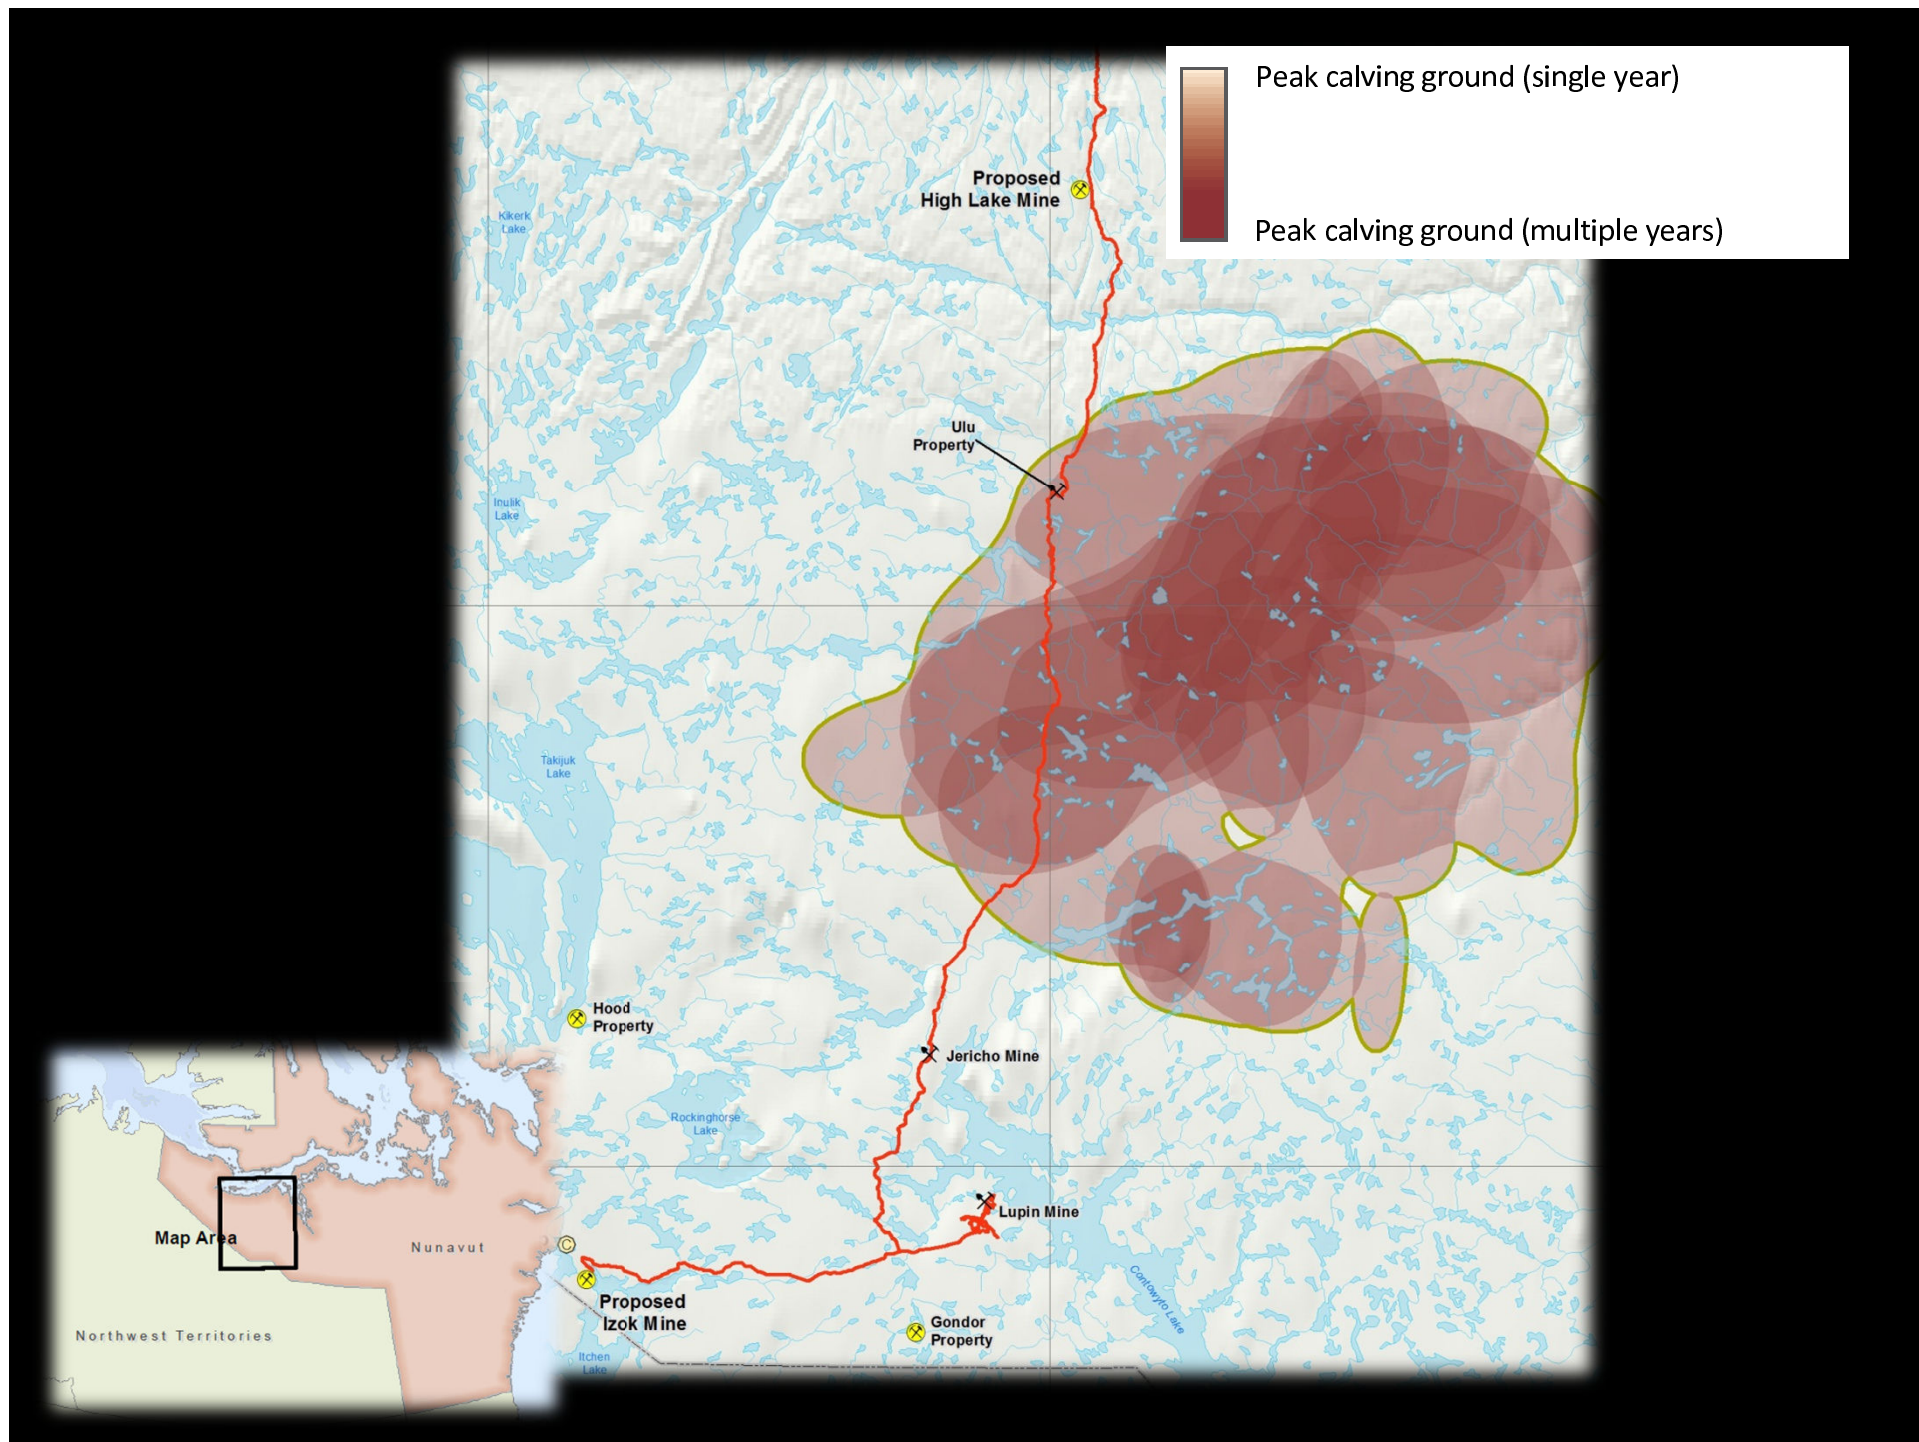 Peak calving ground (single year)
Peak calving ground (multiple years)
Proposed
High Lake Mine
Kikerk
Lake
Ulu
Property
Inulik
Lake
Takijuk
Lake
Hood
Property
Jericho Mine
Rockinghorse
Lake
Lupin Mine
Map Area
Nunavut
C
Proposed
Izok Mine
Contowyto Lake
Gondor
Property
Northwest Territories
Itchen
Lake